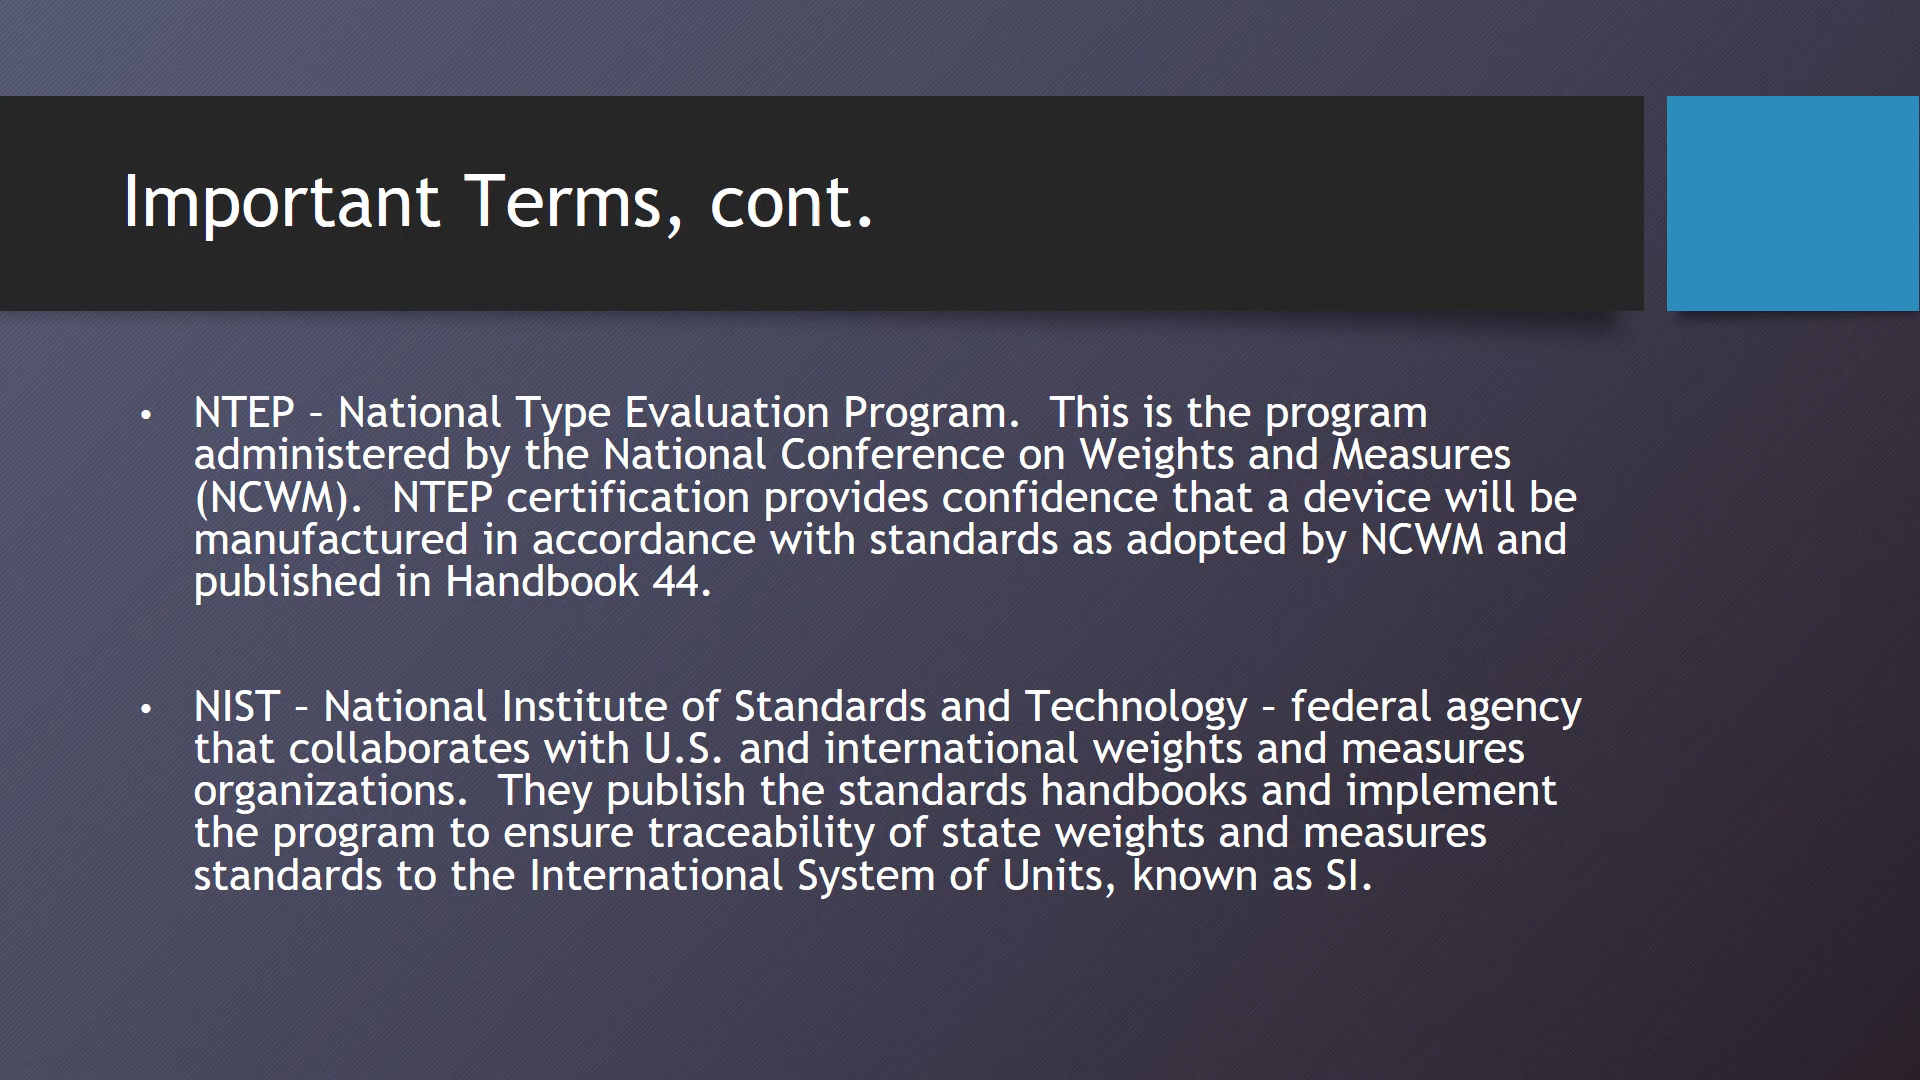 Important Terms, cont.
• NTEP – National Type Evaluation Program.  This is the program
administered by the National Conference on Weights and Measures
(NCWM).  NTEP certification provides confidence that a device will be
manufactured in accordance with standards as adopted by NCWM and
published in Handbook 44.
• NIST – National Institute of Standards and Technology – federal agency
that collaborates with U.S. and international weights and measures
organizations.  They publish the standards handbooks and implement
the program to ensure traceability of state weights and measures
standards to the International System of Units, known as SI.